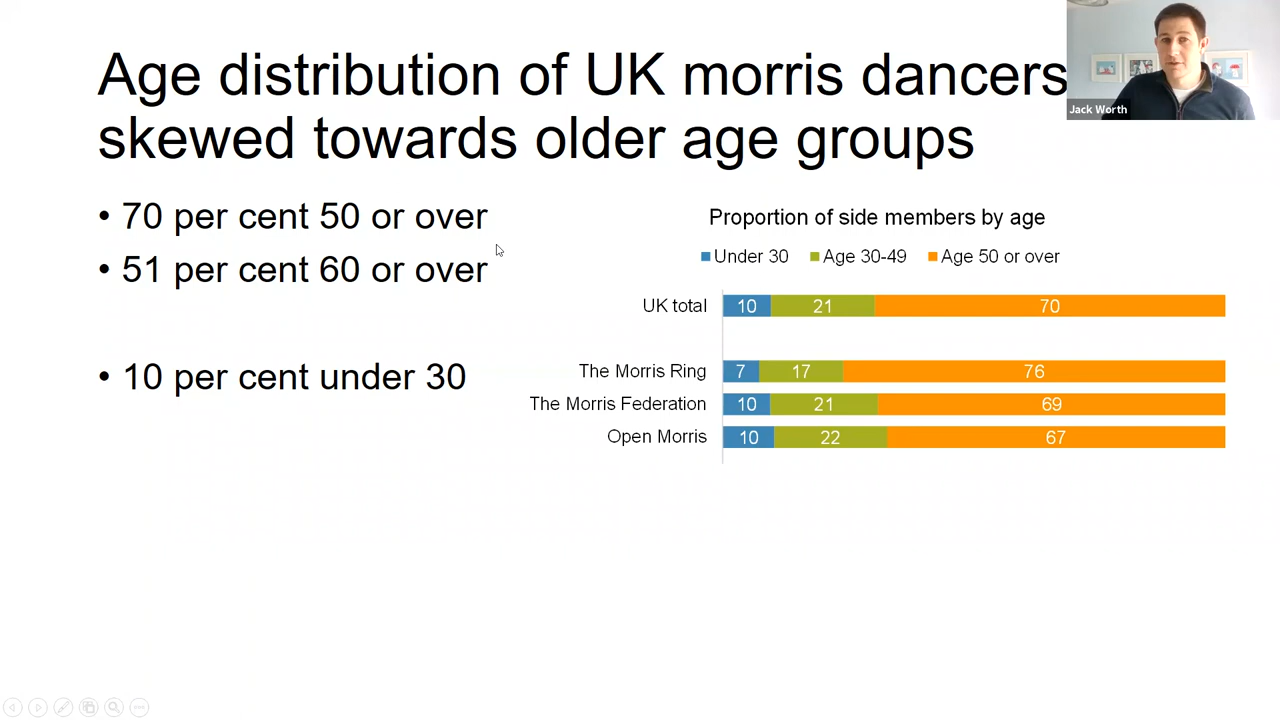 Age distribution of UK morris dancers
skewed towards older age groups
Jack Worth
• 70 per cent 50 or over
• 51 per cent 60 or over
• 10 per cent under 30
Proportion of side members by age
Under 30 Age 30-49 Age 50 or over
UK total 10 21 70
The Morris Ring 7 17 76
The Morris Federation 10 21 69
Open Morris 10 22 67